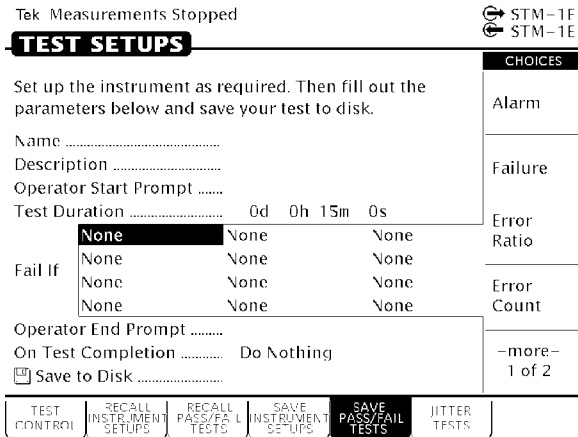 Tek Measurements Stopped
STM-1E
STM-1E
TEST SETUPS
CHOICES
Set up the instrument as required. Then fill out the
parameters below and save your test to disk.
Name
Description
Operator Start Prompt
Test Duration 0d 0h 15m 0s
Fail If
None None None
None None None
None None None
None None None
Operator End Prompt
On Test Completion Do Nothing
Save to Disk
Alarm
Failure
Error
Ratio
Error
Count
-more-
1 of 2
TEST
CONTROL
RECALL
INSTRUMENT
SETUPS
RECALL
PASS/FAIL
TESTS
SAVE
INSTRUMENT
SETUPS
SAVE
PASS/FAIL
TESTS
JITTER
TESTS